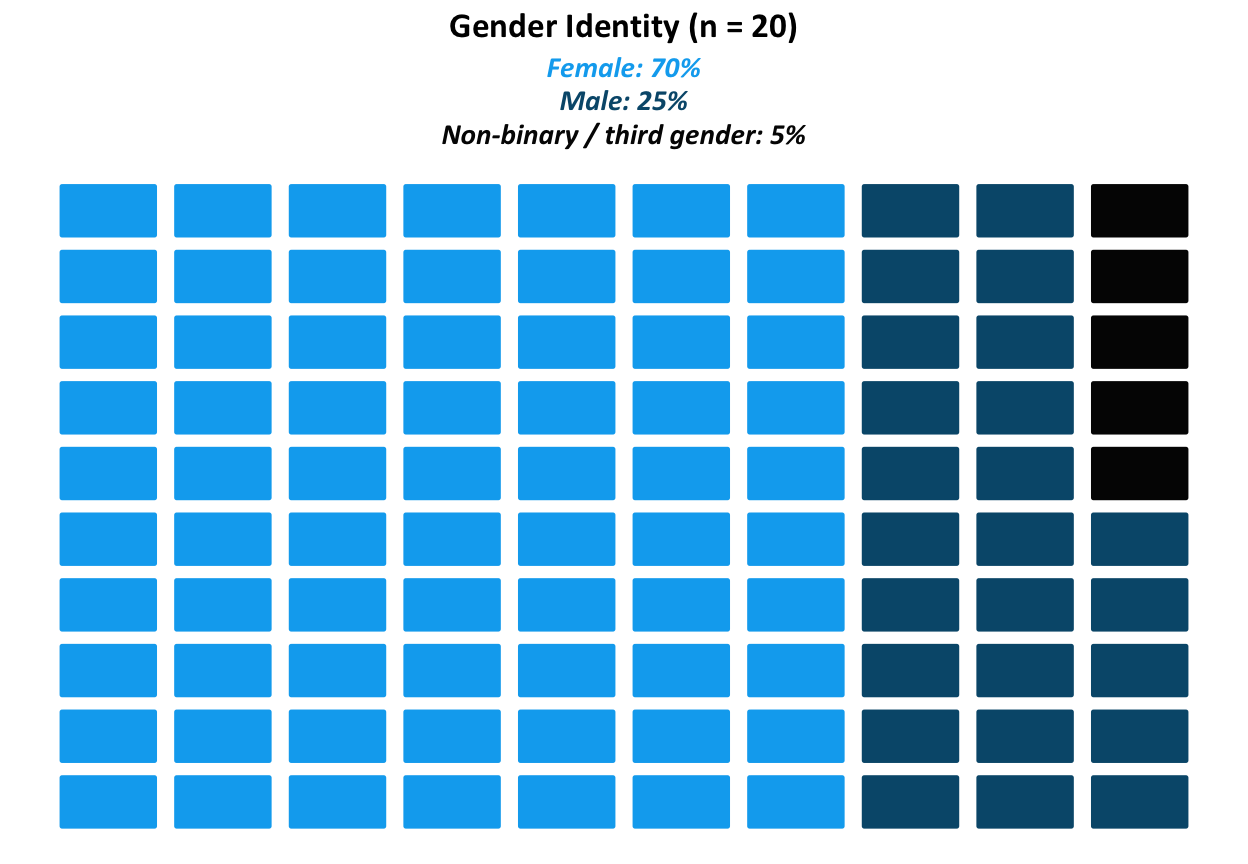 Gender Identity (n = 20)
Female: 70%
Male: 25%
Non-binary / third gender: 5%